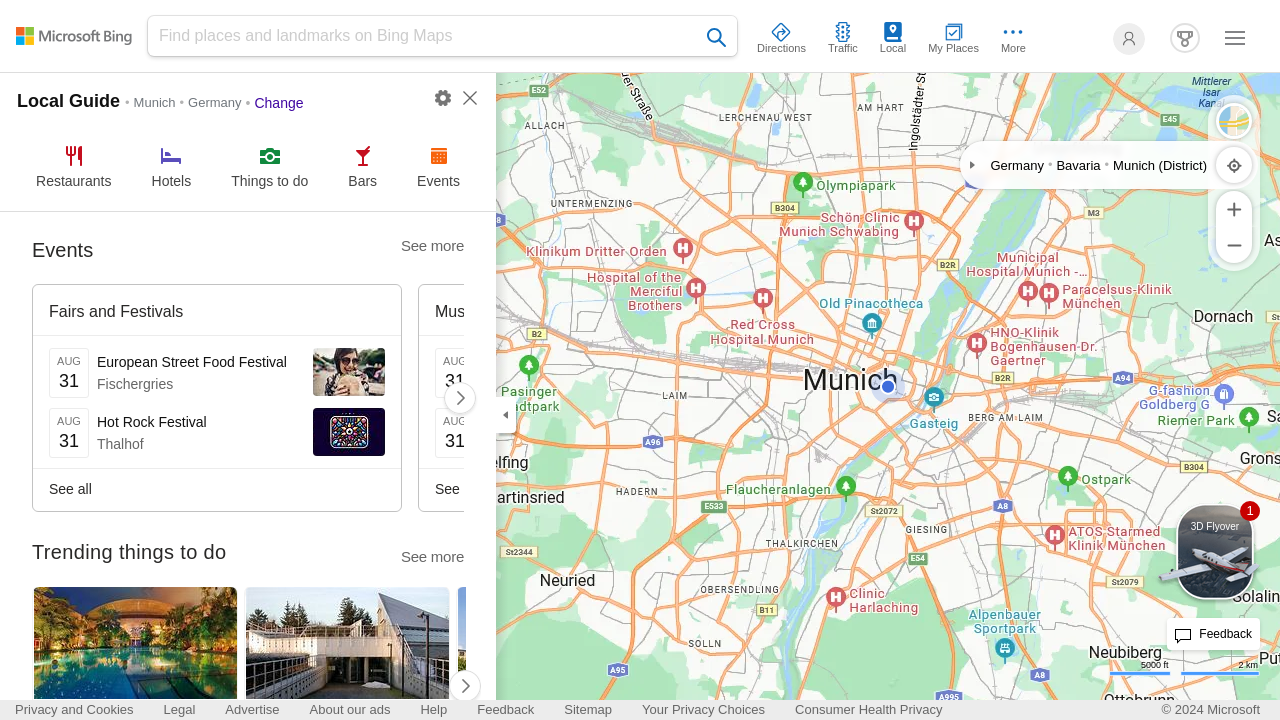 Microsoft Bing
Find places and landmarks on Bing Maps
Directions
Traffic
Local
My Places
More
Local Guide • Munich • Germany • Change
Restaurants
Hotels
Things to do
Bars
Events
Events
See more
Fairs and Festivals
AUG
31
European Street Food Festival
Fischergries
AUG
31
Hot Rock Festival
Thalhof
See all
Mus
AUG
31
AUG
31
See
Trending things to do
See more
E52
ALLACH
LERCHENAU WEST
AM HART
Ingolstädter St
er Straße
Mittlerer
Isar
Kanal
E45
Germany • Bavaria • Munich (District)
Olympiapark
UNTERMENZING
B304
M3
8
Schön Clinic
Munich Schwabing
Klinikum Dritter Orden
B2R
Municipal
Hospital Munich -...
Hospital of the
Merciful
Brothers
Paracelsus-Klinik
München
Old Pinacotheca
Dornach
St
B2
Red Cross
Municipal Hospital
HNO-Klinik
Bogenhausen Dr.
Gaertner
Munich
Pasinger
dtpark
LAIM
B2R
A94
G-fashion
Goldberg G
BERG AM LAIM
Gasteig
Riemer Park
Sa
As
A96
elfing
Grons
B304
artinsried
HADERN
Flaucheranlagen
Ostpark
E533
St2072
A8
GIESING
1
3D Flyover
ATOS Starmed
Klinik München
THALKIRCHEN
St2344
E54
Neuried
OBERSENDLING
St2079
Clinic
Harlaching
B11
Solalin
Alpenbauer
Sportpark
Feedback
SOLLN
Neubiberg
A95
A8
Put
5000 ft
2 km
A995
Ottobrunn
Privacy and Cookies
Legal
Advertise
About our ads
Help
Feedback
Sitemap
Your Privacy Choices
Consumer Health Privacy
© 2024 Microsoft